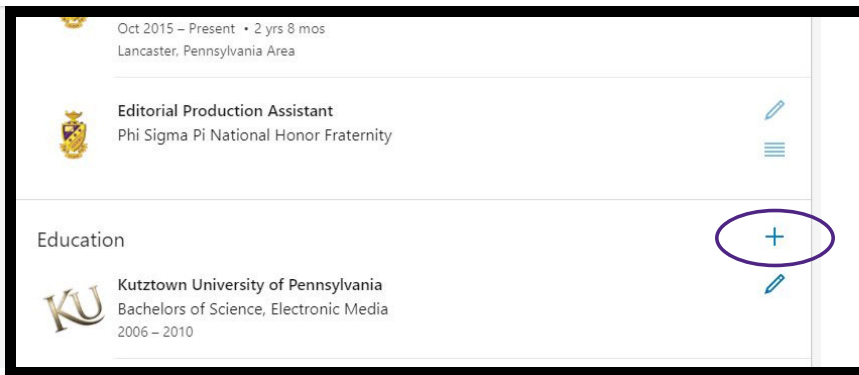 Oct 2015 – Present • 2 yrs 8 mos
Lancaster, Pennsylvania Area
Editorial Production Assistant
Phi Sigma Pi National Honor Fraternity
Education
KU
Kutztown University of Pennsylvania
Bachelors of Science, Electronic Media
2006 – 2010